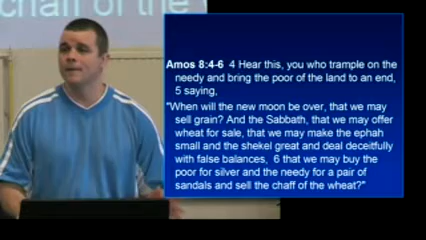 chaff of the
Amos 8:4-6 4 Hear this, you who trample on the
needy and bring the poor of the land to an end,
5 saying,
"When will the new moon be over, that we may
sell grain? And the Sabbath, that we may offer
wheat for sale, that we may make the ephah
small and the shekel great and deal deceitfully
with false balances, 6 that we may buy the
poor for silver and the needy for a pair of
sandals and sell the chaff of the wheat?"